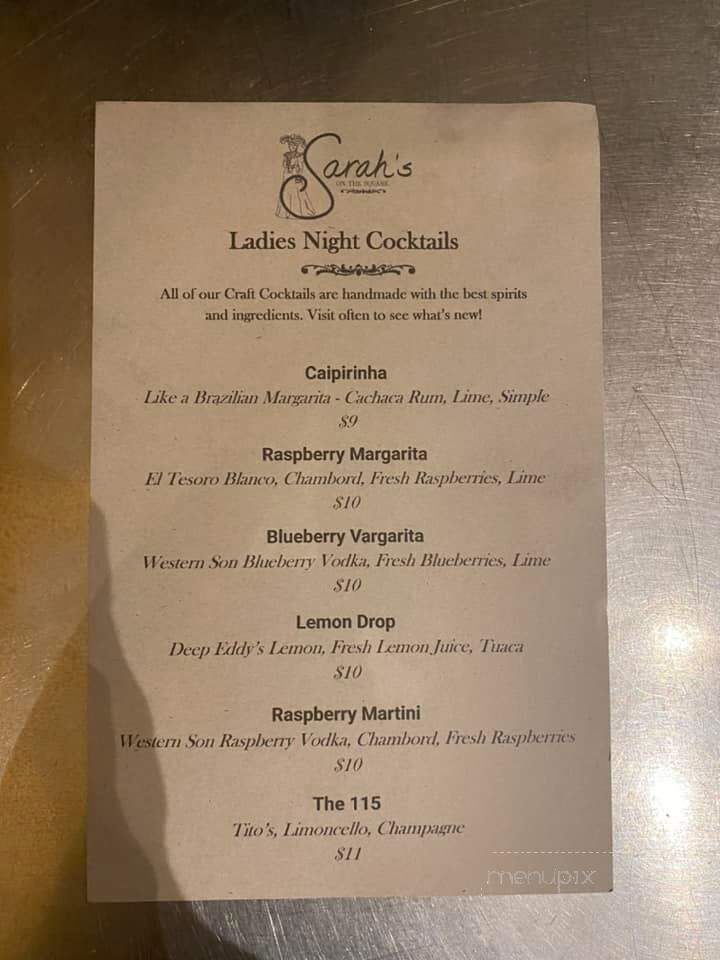 Sarah's
ON THE SQUARE
Ladies Night Cocktails
All of our Craft Cocktails are handmade with the best spirits
and ingredients. Visit often to see what's new!
Caipirinha
Like a Brazilian Margarita - Cachaca Rum, Lime, Simple
$9
Raspberry Margarita
El Tesoro Blanco, Chambord, Fresh Raspberries, Lime
$10
Blueberry Vargarita
Western Son Blueberry Vodka, Fresh Blueberries, Lime
$10
Lemon Drop
Deep Eddy's Lemon, Fresh Lemon Juice, Tuaca
$10
Raspberry Martini
Western Son Raspberry Vodka, Chambord, Fresh Raspberries
$10
The 115
Tito's, Limoncello, Champagne
$11
menupix